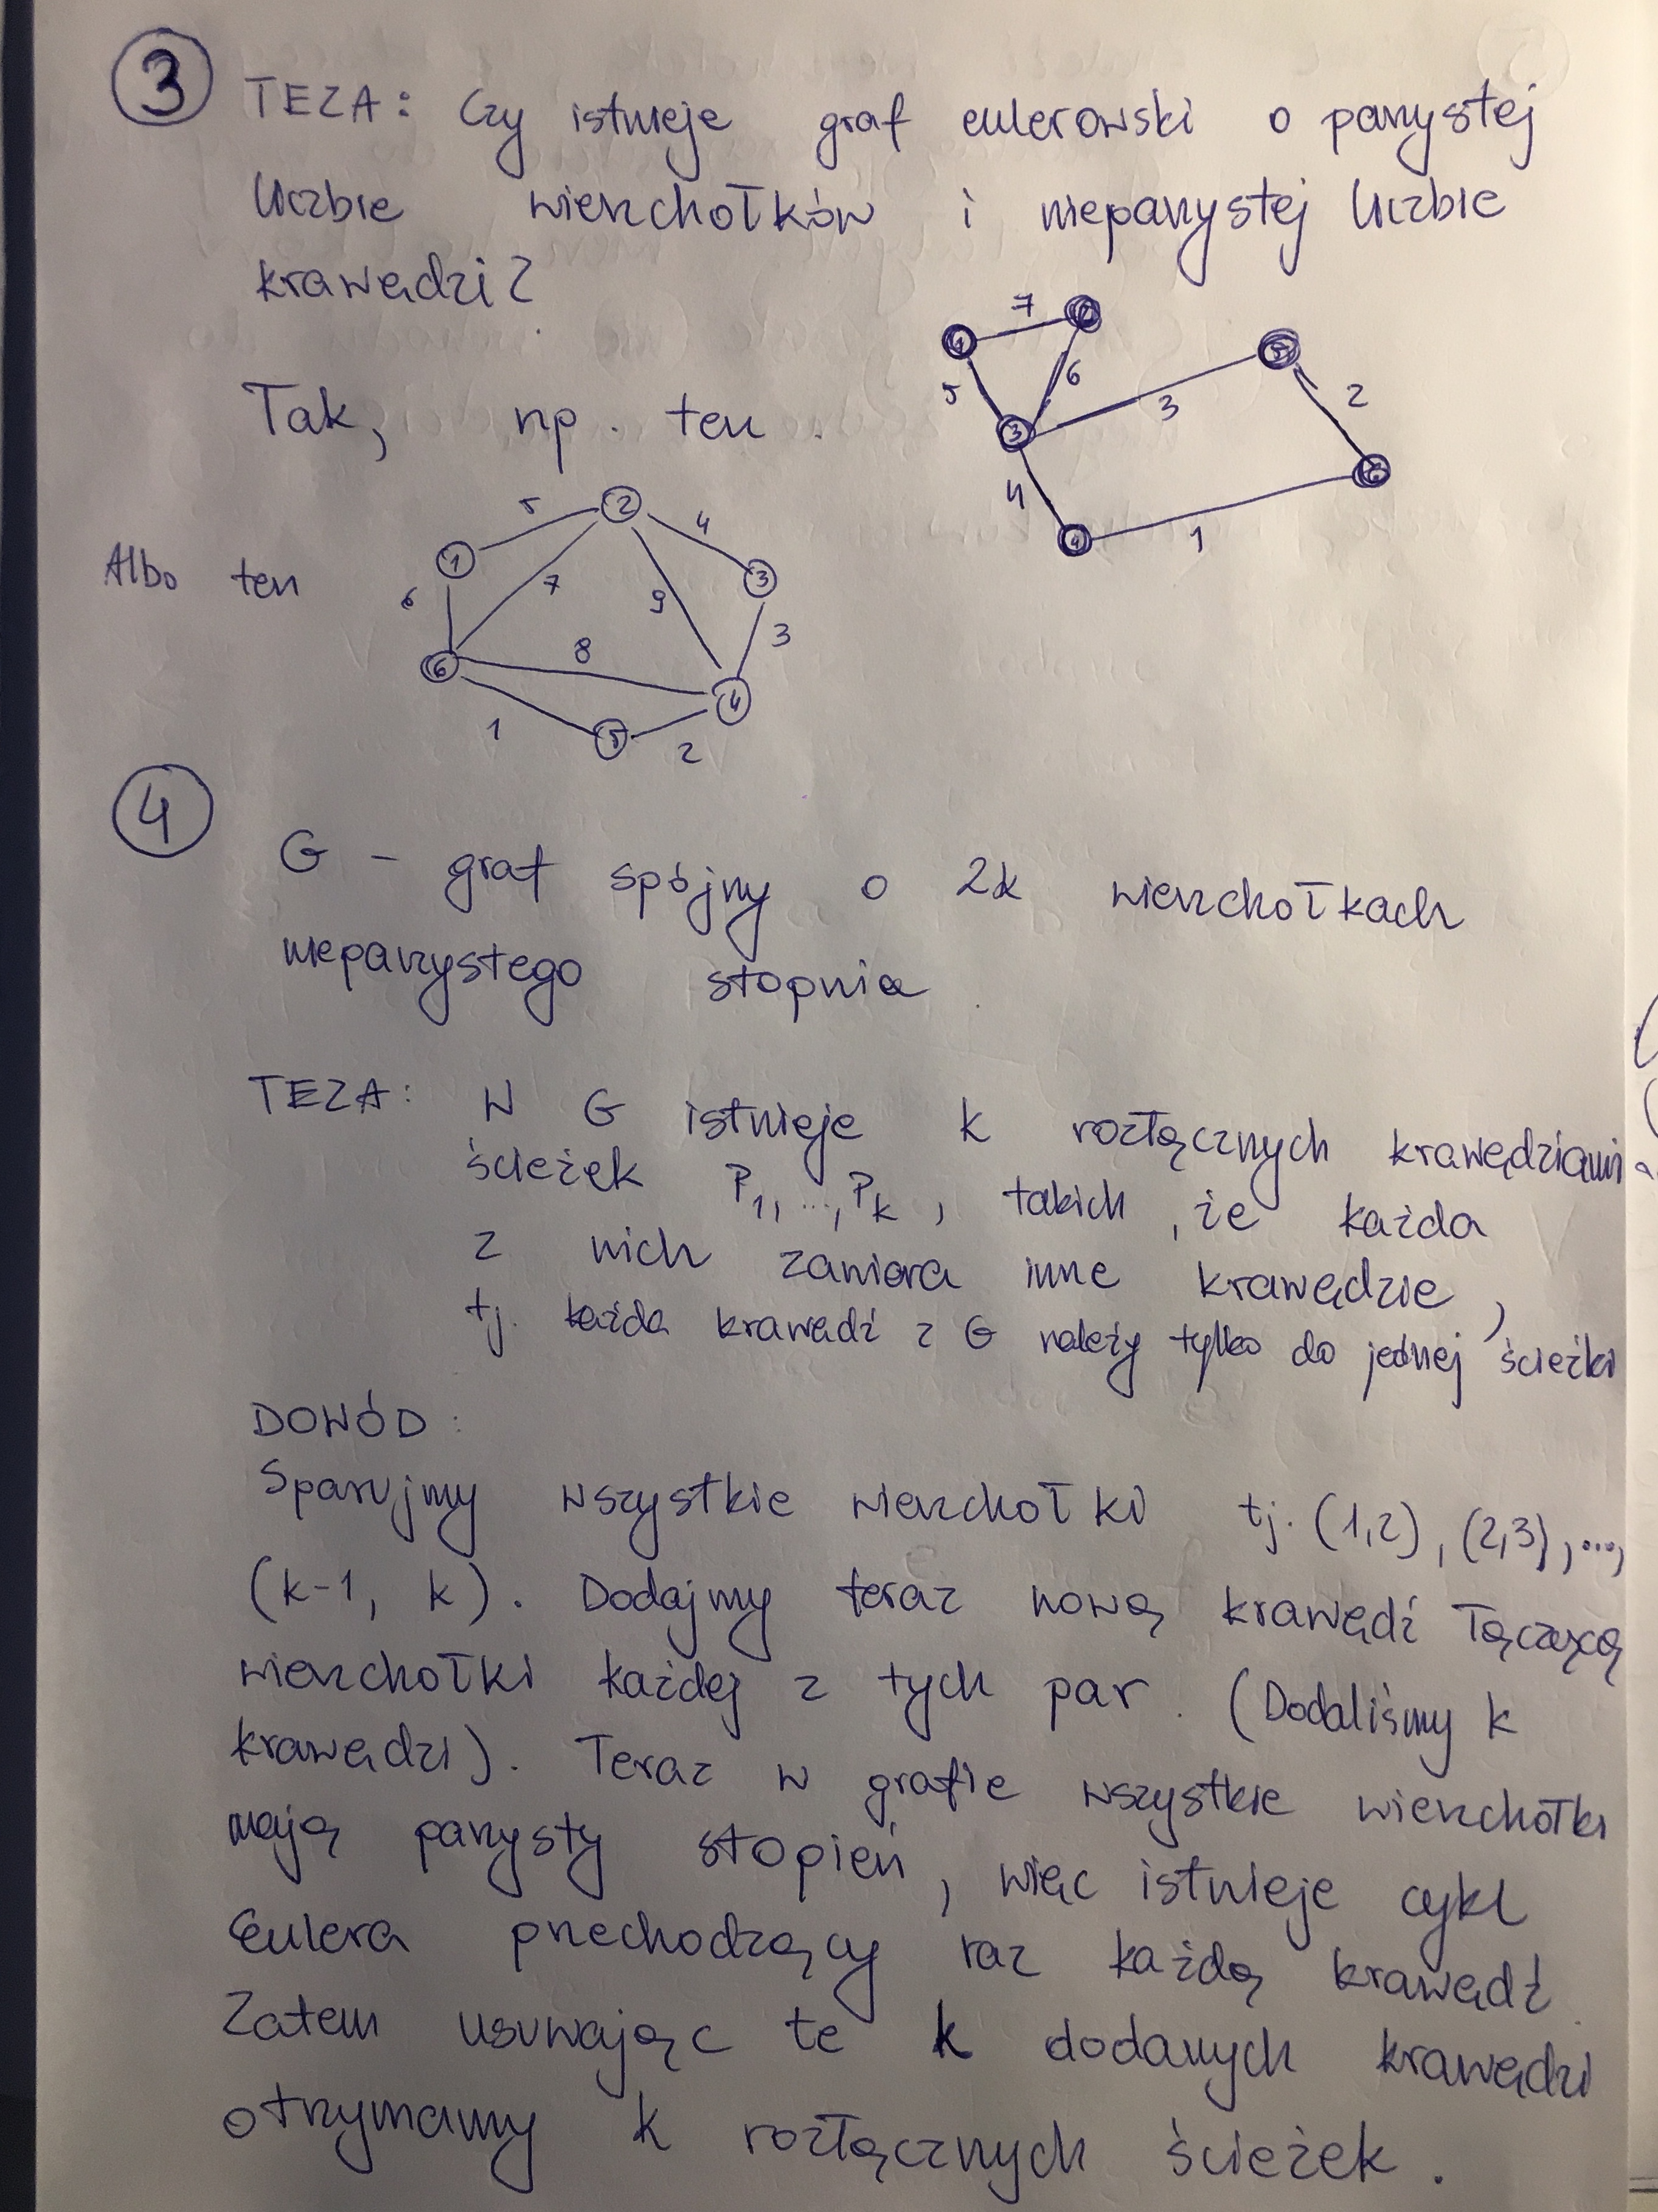 3 TEZA: Czy istnieje graf eulerowski o parzystej
liczbie wierzchołków i nieparzystej liczbie
krawędzi?
Tak, np. ten.
7
1 2
5 6 3 5 2
3
4 6
4 1
Albo ten
5 2 4
1 3
6 7 9 3
8
6 4
1 5 2
4
G - graf spójny o 2k wierzchołkach
nieparzystego stopnia.
TEZA: W G istnieje k rozłącznych krawędziami
ścieżek P₁, ..., Pₖ, takich, że każda
z nich zawiera inne krawędzie,
tj. każda krawędź z G należy tylko do jednej ścieżki
DOWÓD:
Sparujmy wszystkie wierzchołki tj. (1,2), (2,3), ...,
(k-1, k). Dodajmy teraz nową krawędź łączącą
wierzchołki każdej z tych par. (Dodaliśmy k
krawędzi). Teraz w grafie wszystkie wierzchołki
mają parzysty stopień, więc istnieje cykl
Eulera przechodzący raz każdą krawędź.
Zatem usuwając te k dodanych krawędzi
otrzymamy k rozłącznych ścieżek.